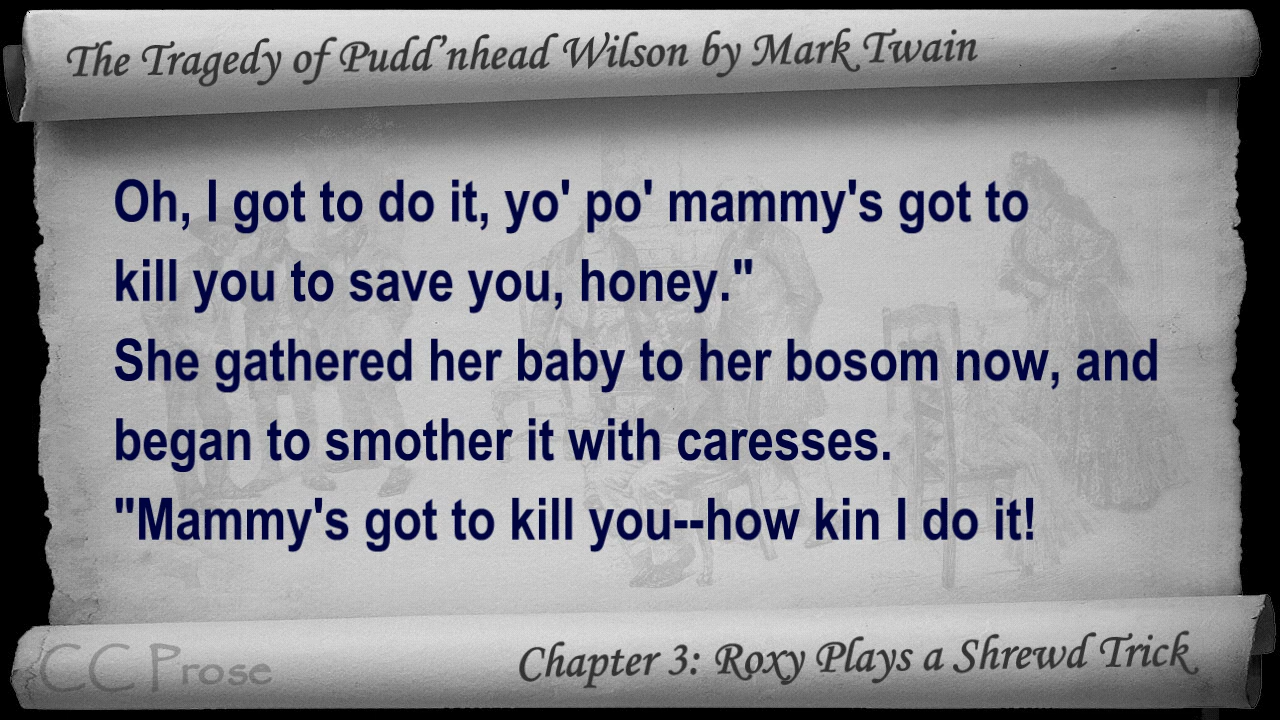 The Tragedy of Pudd'nhead Wilson by Mark Twain
Oh, I got to do it, yo' po' mammy's got to
kill you to save you, honey."
She gathered her baby to her bosom now, and
began to smother it with caresses.
"Mammy's got to kill you--how kin I do it!
CC Prose
Chapter 3: Roxy Plays a Shrewd Trick